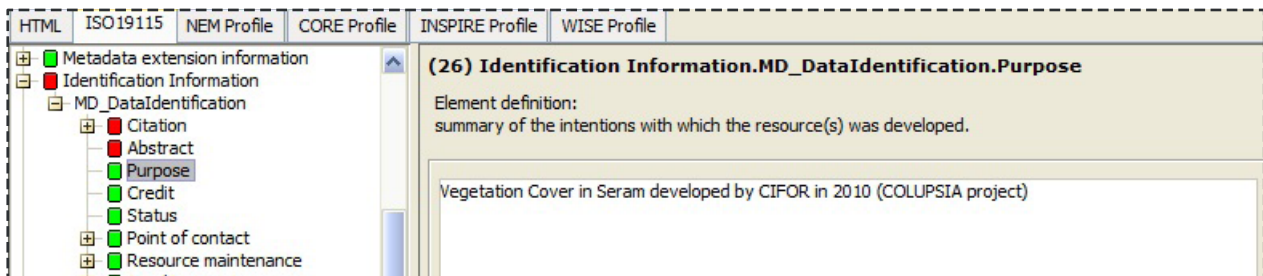 HTML ISO19115 NEM Profile CORE Profile INSPIRE Profile WISE Profile
Metadata extension information
Identification Information
MD_DataIdentification
Citation
Abstract
Purpose
Credit
Status
Point of contact
Resource maintenance
(26) Identification Information.MD_DataIdentification.Purpose
Element definition:
summary of the intentions with which the resource(s) was developed.
Vegetation Cover in Seram developed by CIFOR in 2010 (COLUPSIA project)